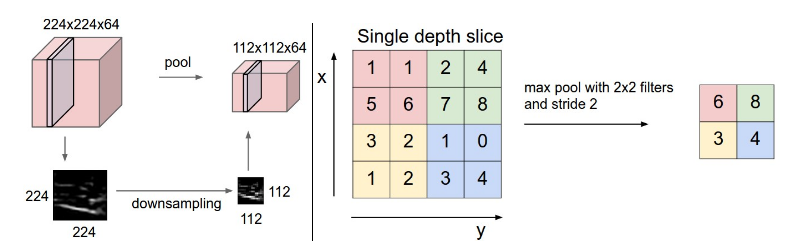 224x224x64
pool
112x112x64
224
224
downsampling
112
112
Single depth slice
x
1 1 2 4
5 6 7 8
3 2 1 0
1 2 3 4
y
max pool with 2x2 filters
and stride 2
6 8
3 4